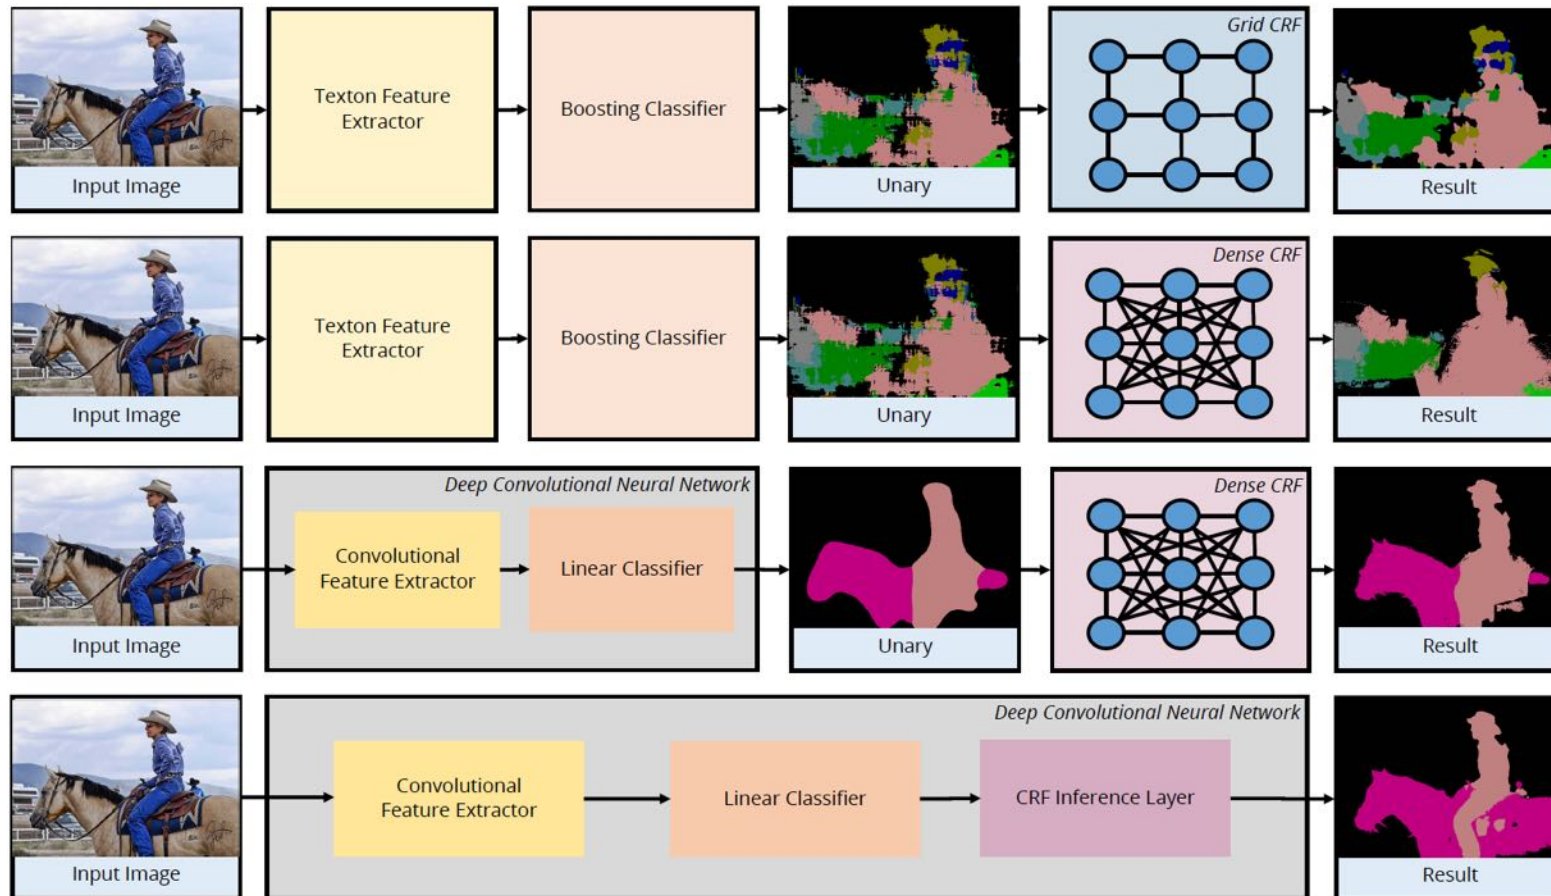 Grid CRF
Texton Feature
Extractor
Boosting Classifier
Input Image
Unary
Result
Dense CRF
Texton Feature
Extractor
Boosting Classifier
Input Image
Unary
Result
Deep Convolutional Neural Network
Dense CRF
Convolutional
Feature Extractor
Linear Classifier
Input Image
Unary
Result
Deep Convolutional Neural Network
Convolutional
Feature Extractor
Linear Classifier
CRF Inference Layer
Input Image
Result